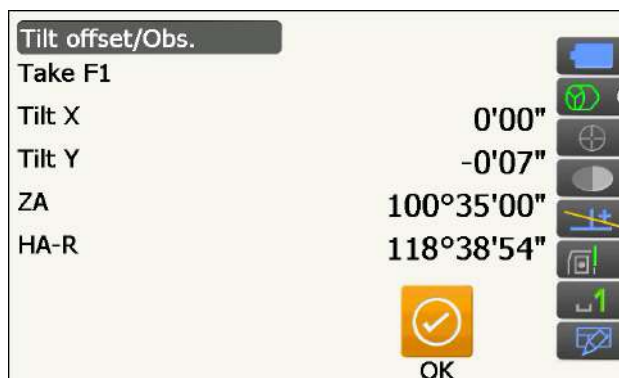 Tilt offset/Obs.
Take F1
Tilt X 0'00"
Tilt Y -0'07"
ZA 100°35'00"
HA-R 118°38'54"
1
OK